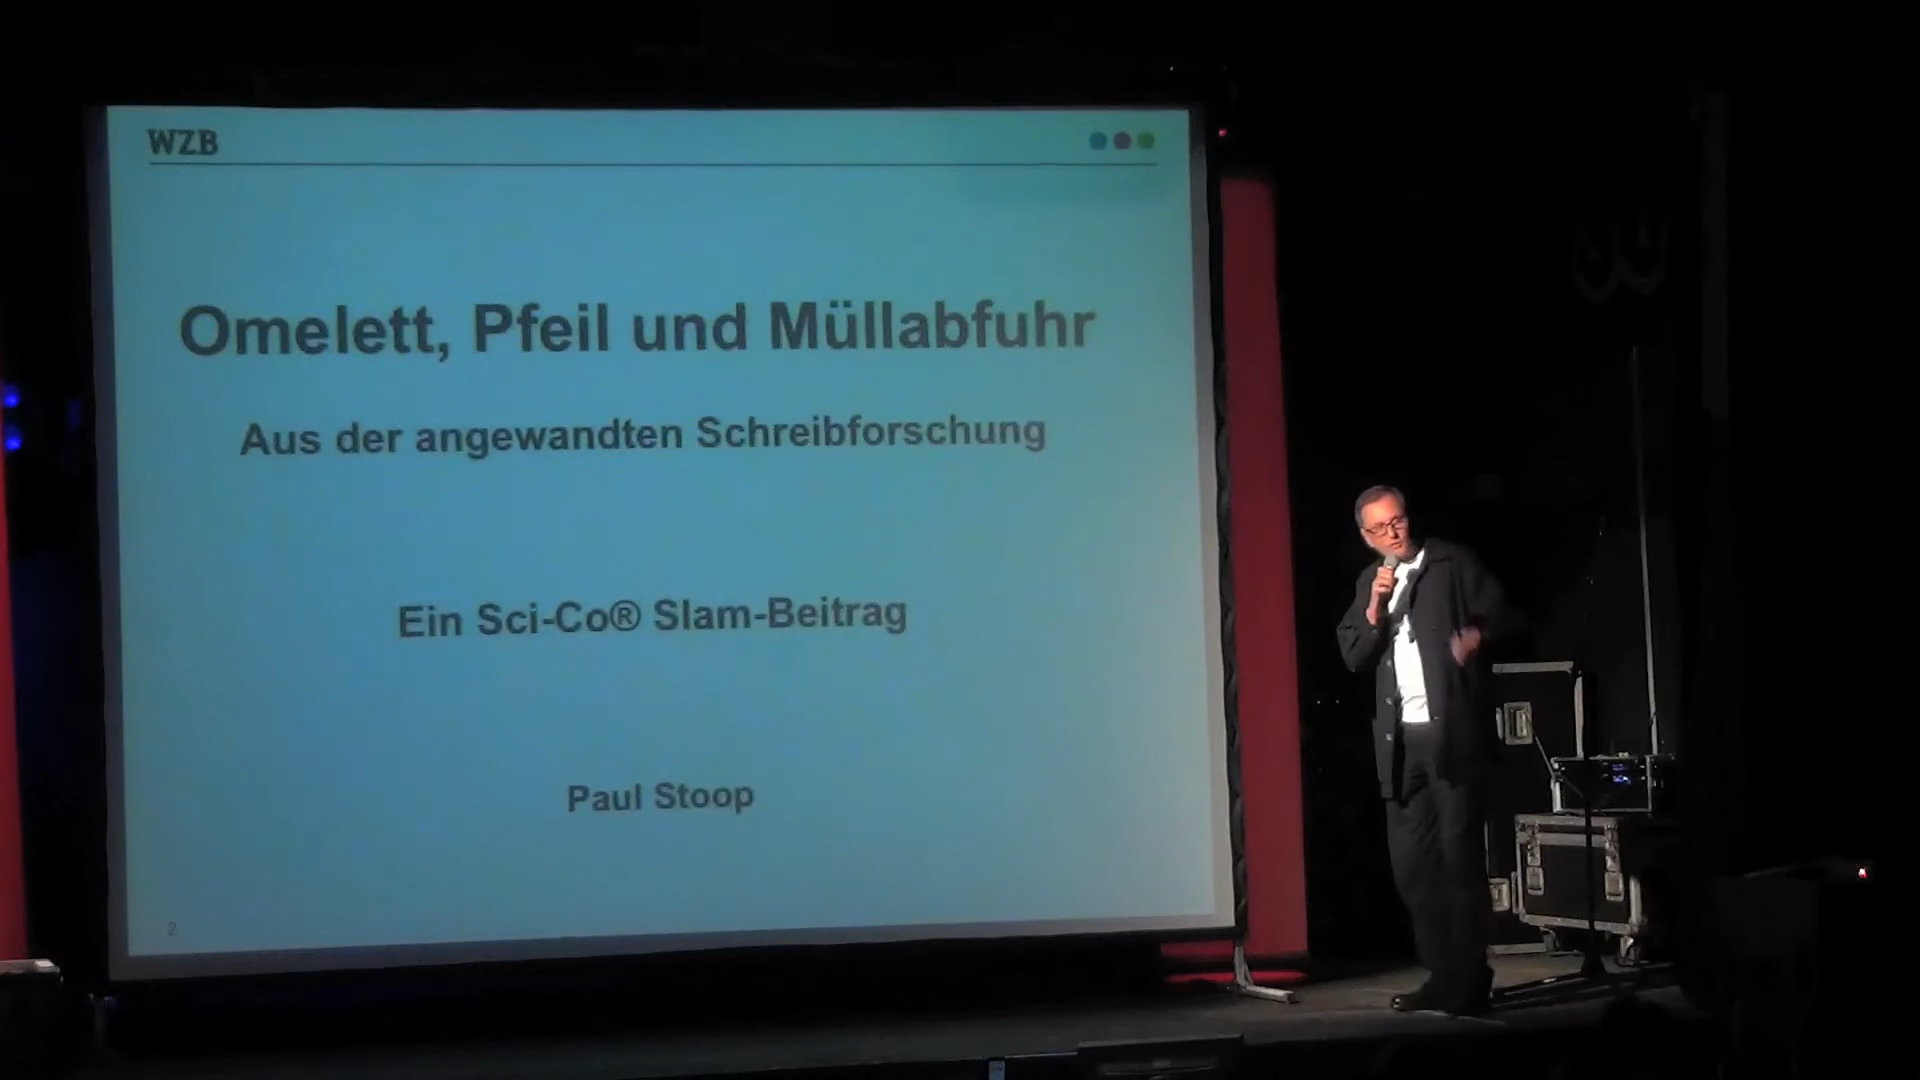 WZB
Omelett, Pfeil und Müllabfuhr
Aus der angewandten Schreibforschung
Ein Sci-Co® Slam-Beitrag
Paul Stoop
2